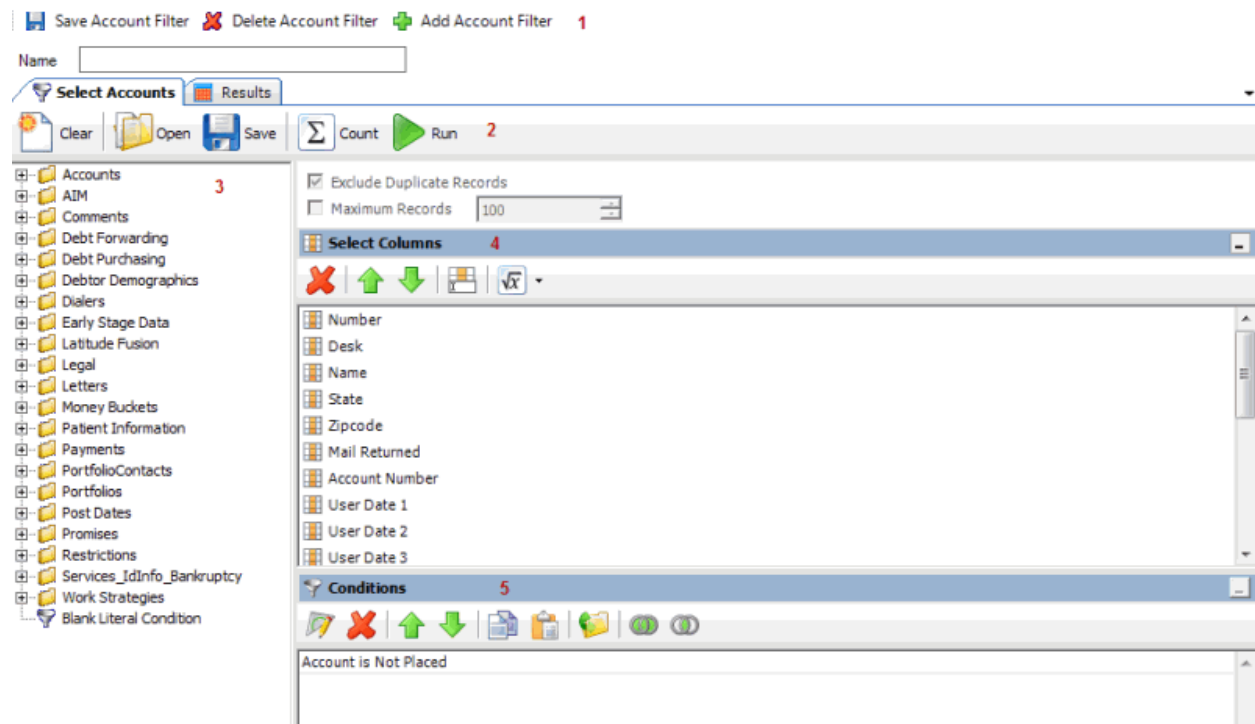 Save Account Filter Delete Account Filter Add Account Filter 1
Name
Select Accounts Results
Clear Open Save Σ Count Run 2
Accounts 3
AIM
Comments
Debt Forwarding
Debt Purchasing
Debtor Demographics
Dialers
Early Stage Data
Latitude Fusion
Legal
Letters
Money Buckets
Patient Information
Payments
PortfolioContacts
Portfolios
Post Dates
Promises
Restrictions
Services_IdInfo_Bankruptcy
Work Strategies
Blank Literal Condition
Exclude Duplicate Records
Maximum Records 100
Select Columns 4
√x
Number
Desk
Name
State
Zipcode
Mail Returned
Account Number
User Date 1
User Date 2
User Date 3
Conditions 5
Account is Not Placed